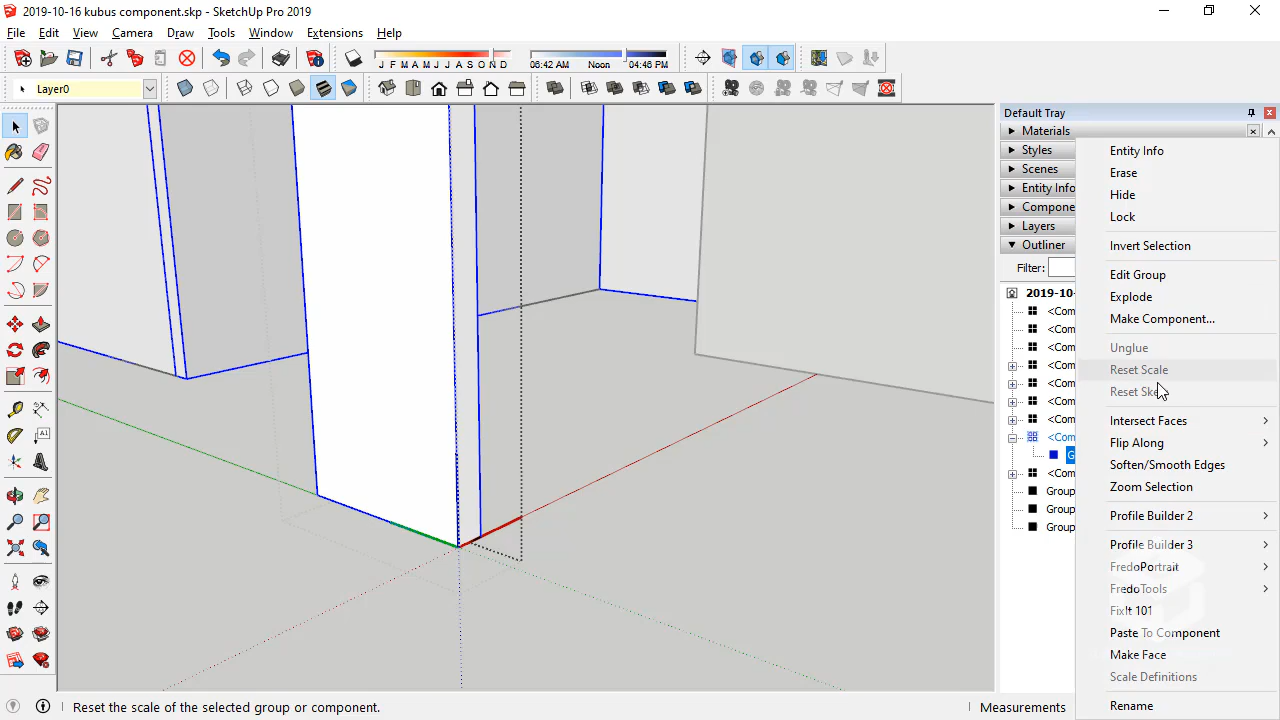 2019-10-16 kubus component.skp - SketchUp Pro 2019
File Edit View Camera Draw Tools Window Extensions Help
J F M A M J J A S O N D 06:42 AM Noon 04:46 PM
Layer0
Default Tray
Materials
Styles
Scenes
Entity Info
Compone
Layers
Outliner
Filter:
2019-10-
<Com
<Com
<Com
<Com
<Com
<Com
<Com
<Com
G
<Com
Group
Group
Group
Entity Info
Erase
Hide
Lock
Invert Selection
Edit Group
Explode
Make Component...
Unglue
Reset Scale
Reset Sk
Intersect Faces
Flip Along
Soften/Smooth Edges
Zoom Selection
Profile Builder 2
Profile Builder 3
FredoPortrait
FredoTools
FixIt 101
Paste To Component
Make Face
Scale Definitions
Rename
Reset the scale of the selected group or component.
Measurements